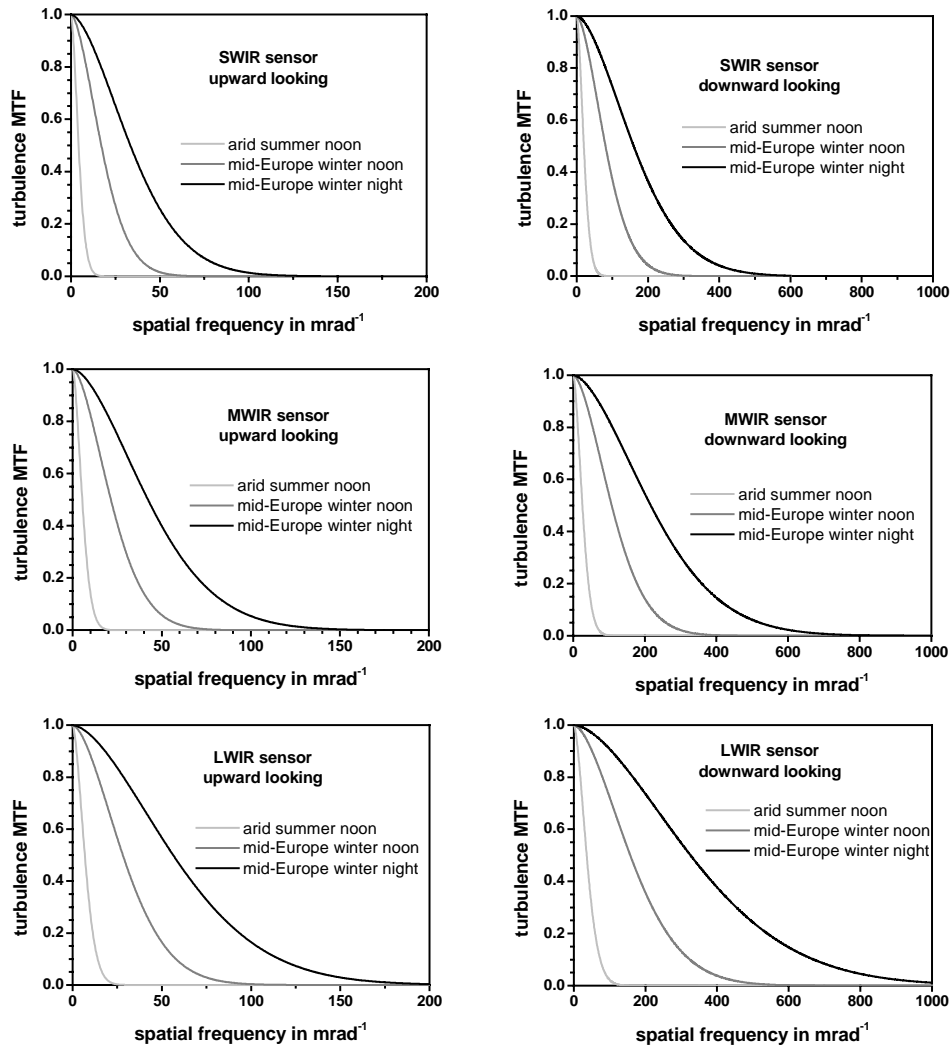 SWIR sensor
upward looking
arid summer noon
mid-Europe winter noon
mid-Europe winter night
turbulence MTF
1.0
0.8
0.6
0.4
0.2
0.0
0 50 100 150 200
spatial frequency in mrad⁻¹
SWIR sensor
downward looking
arid summer noon
mid-Europe winter noon
mid-Europe winter night
turbulence MTF
1.0
0.8
0.6
0.4
0.2
0.0
0 200 400 600 800 1000
spatial frequency in mrad⁻¹
MWIR sensor
upward looking
arid summer noon
mid-Europe winter noon
mid-Europe winter night
turbulence MTF
1.0
0.8
0.6
0.4
0.2
0.0
0 50 100 150 200
spatial frequency in mrad⁻¹
MWIR sensor
downward looking
arid summer noon
mid-Europe winter noon
mid-Europe winter night
turbulence MTF
1.0
0.8
0.6
0.4
0.2
0.0
0 200 400 600 800 1000
spatial frequency in mrad⁻¹
LWIR sensor
upward looking
arid summer noon
mid-Europe winter noon
mid-Europe winter night
turbulence MTF
1.0
0.8
0.6
0.4
0.2
0.0
0 50 100 150 200
spatial frequency in mrad⁻¹
LWIR sensor
downward looking
arid summer noon
mid-Europe winter noon
mid-Europe winter night
turbulence MTF
1.0
0.8
0.6
0.4
0.2
0.0
0 200 400 600 800 1000
spatial frequency in mrad⁻¹